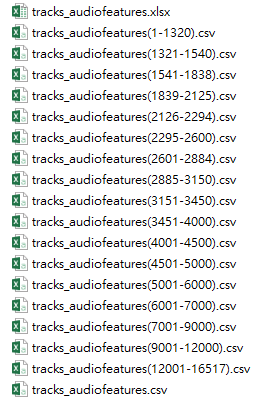 tracks_audiofeatures.xlsx
tracks_audiofeatures(1-1320).csv
tracks_audiofeatures(1321-1540).csv
tracks_audiofeatures(1541-1838).csv
tracks_audiofeatures(1839-2125).csv
tracks_audiofeatures(2126-2294).csv
tracks_audiofeatures(2295-2600).csv
tracks_audiofeatures(2601-2884).csv
tracks_audiofeatures(2885-3150).csv
tracks_audiofeatures(3151-3450).csv
tracks_audiofeatures(3451-4000).csv
tracks_audiofeatures(4001-4500).csv
tracks_audiofeatures(4501-5000).csv
tracks_audiofeatures(5001-6000).csv
tracks_audiofeatures(6001-7000).csv
tracks_audiofeatures(7001-9000).csv
tracks_audiofeatures(9001-12000).csv
tracks_audiofeatures(12001-16517).csv
tracks_audiofeatures.csv